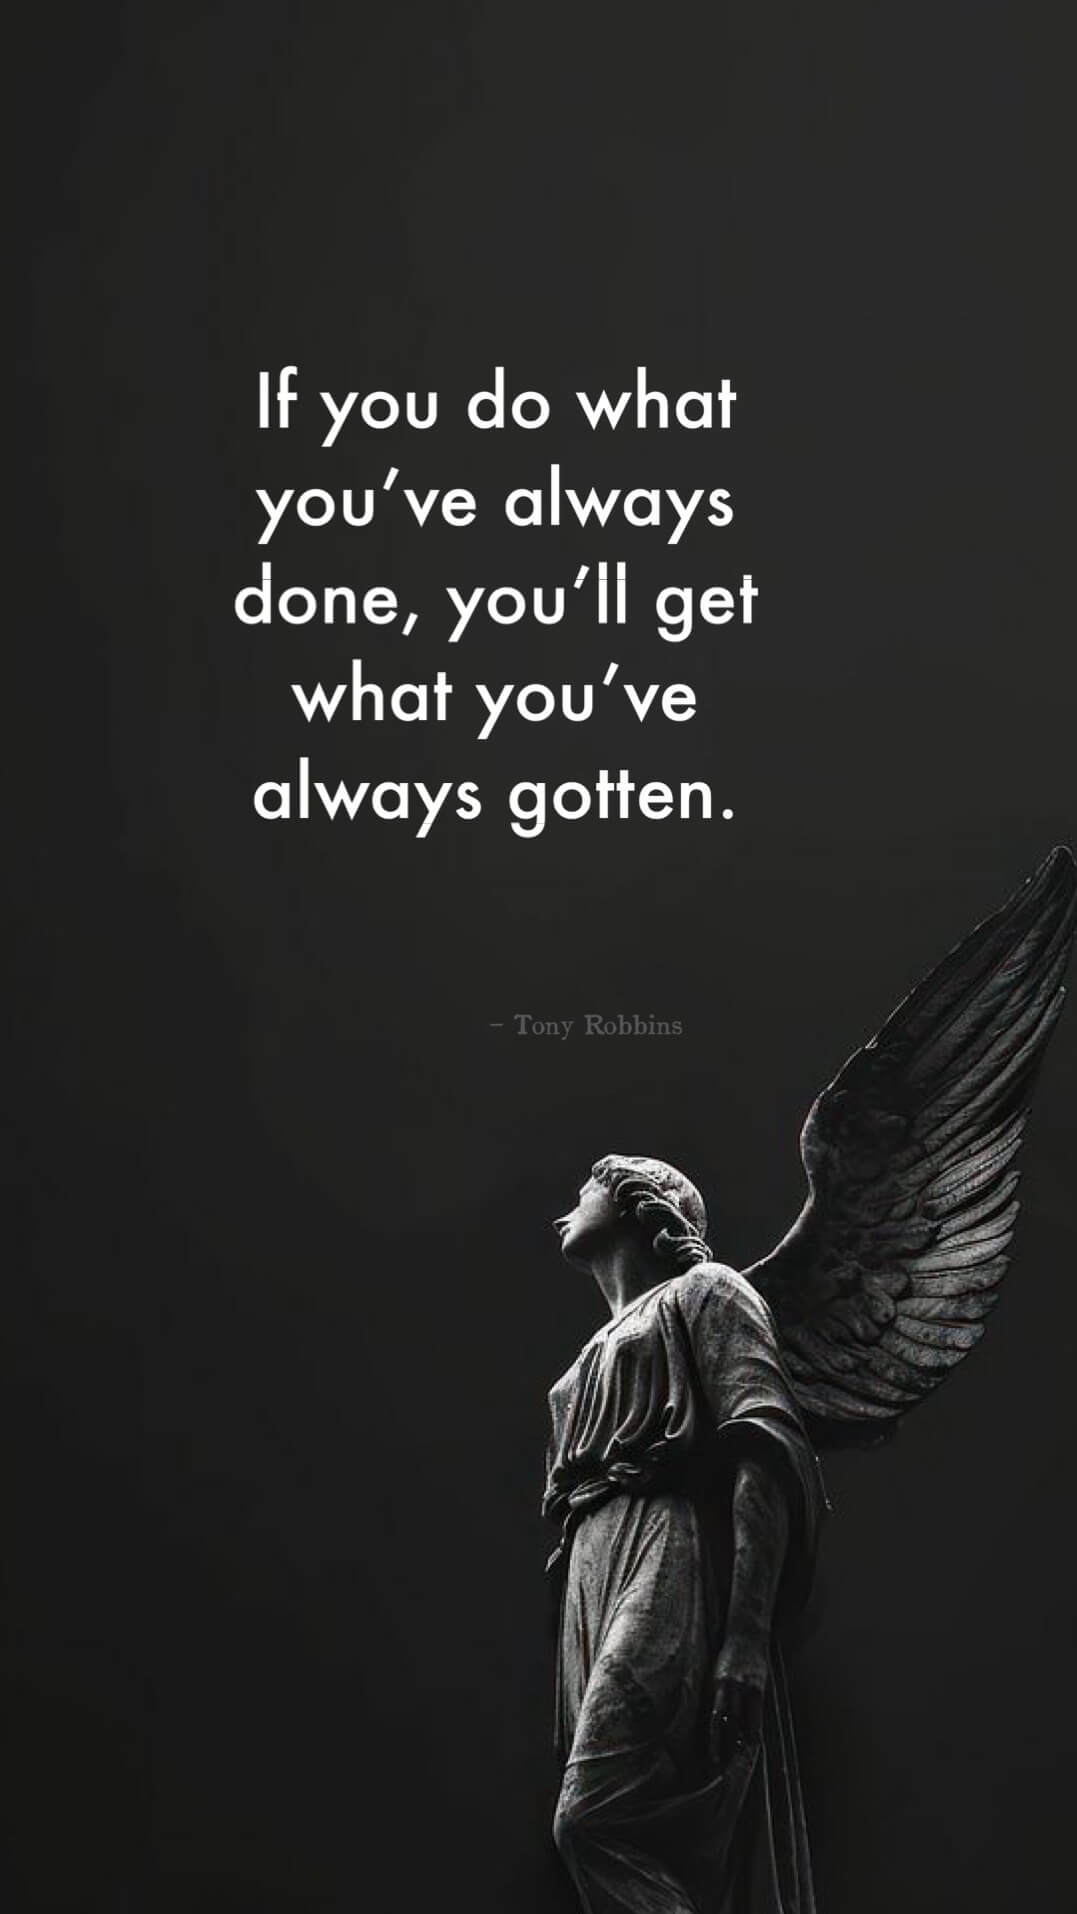 If you do what
you’ve always
done, you’ll get
what you’ve
always gotten.
– Tony Robbins